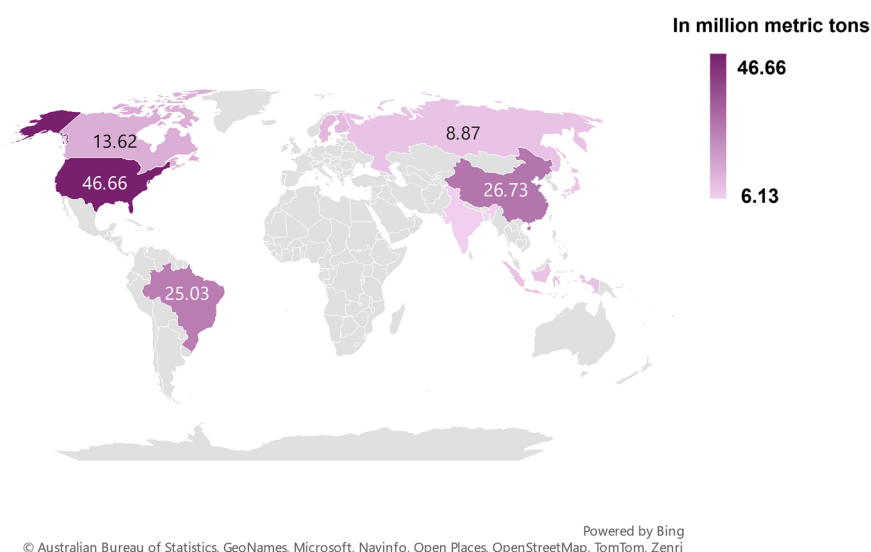 In million metric tons
46.66
6.13
13.62
8.87
46.66
26.73
25.03
Powered by Bing
© Australian Bureau of Statistics, GeoNames, Microsoft, Navinfo, Open Places, OpenStreetMap, TomTom, Zenri